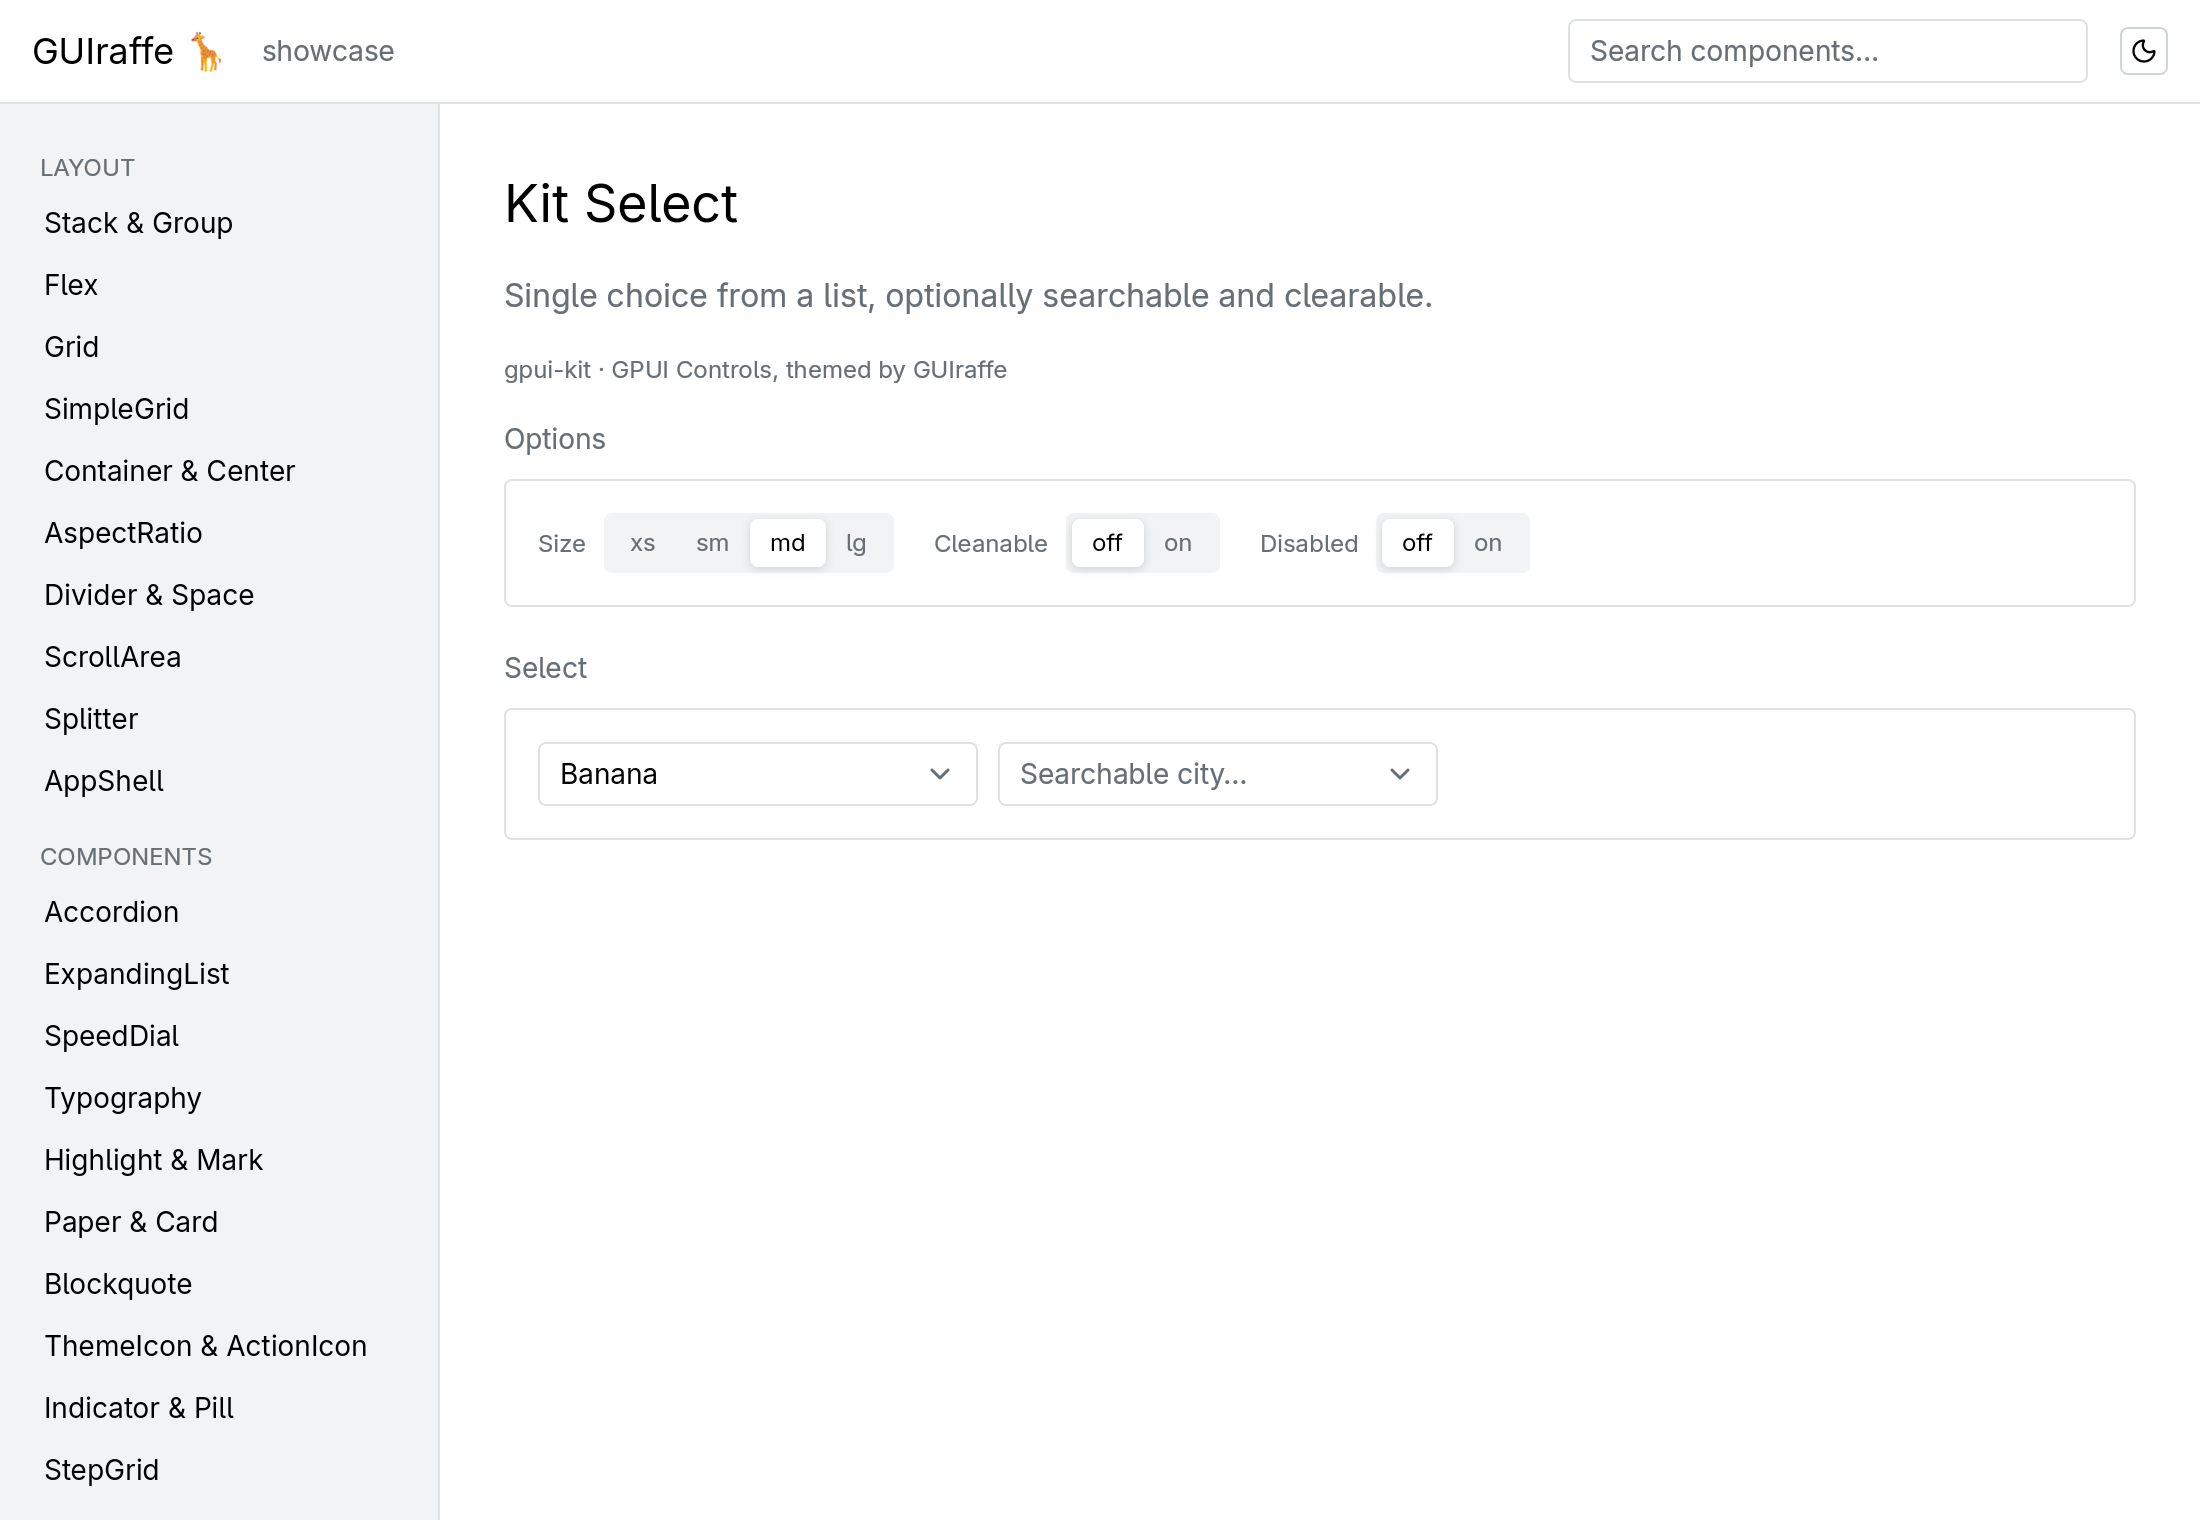 GUIraffe 🦒 showcase
Search components...
LAYOUT
Stack & Group
Flex
Grid
SimpleGrid
Container & Center
AspectRatio
Divider & Space
ScrollArea
Splitter
AppShell
COMPONENTS
Accordion
ExpandingList
SpeedDial
Typography
Highlight & Mark
Paper & Card
Blockquote
ThemeIcon & ActionIcon
Indicator & Pill
StepGrid
Kit Select
Single choice from a list, optionally searchable and clearable.
gpui-kit · GPUI Controls, themed by GUIraffe
Options
Size xs sm md lg Cleanable off on Disabled off on
Select
Banana Searchable city...